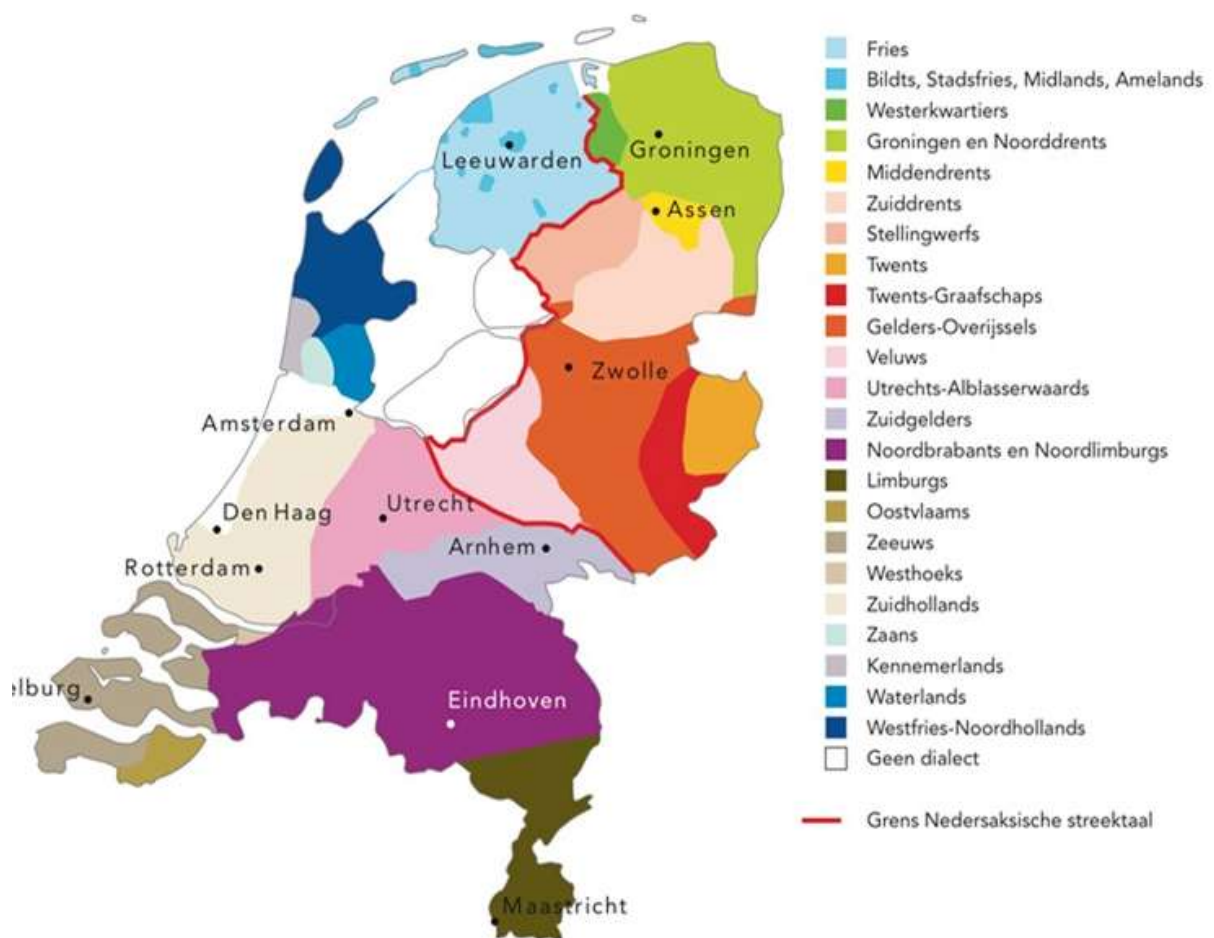 Leeuwarden
Groningen
Assen
Zwolle
Amsterdam
Den Haag
Utrecht
Rotterdam
Arnhem
elburg
Eindhoven
Maastricht
Fries
Bildts, Stadsfries, Midlands, Amelands
Westerkwartiers
Groningen en Noorddrents
Middendrents
Zuiddrents
Stellingwerfs
Twents
Twents-Graafschaps
Gelders-Overijssels
Veluws
Utrechts-Alblasserwaards
Zuidgelders
Noordbrabants en Noordlimburgs
Limburgs
Oostvlaams
Zeeuws
Westhoeks
Zuidhollands
Zaans
Kennemerlands
Waterlands
Westfries-Noordhollands
Geen dialect
Grens Nedersaksische streektaal